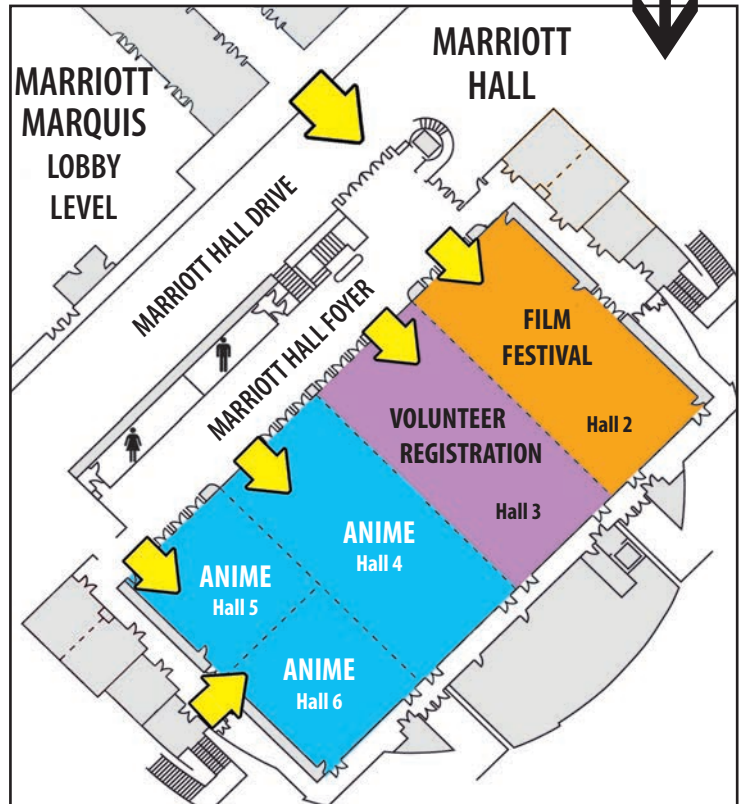 MARRIOTT
MARQUIS
LOBBY
LEVEL
MARRIOTT
HALL
MARRIOTT HALL DRIVE
MARRIOTT HALL FOYER
FILM
FESTIVAL
Hall 2
VOLUNTEER
REGISTRATION
Hall 3
ANIME
Hall 4
ANIME
Hall 5
ANIME
Hall 6